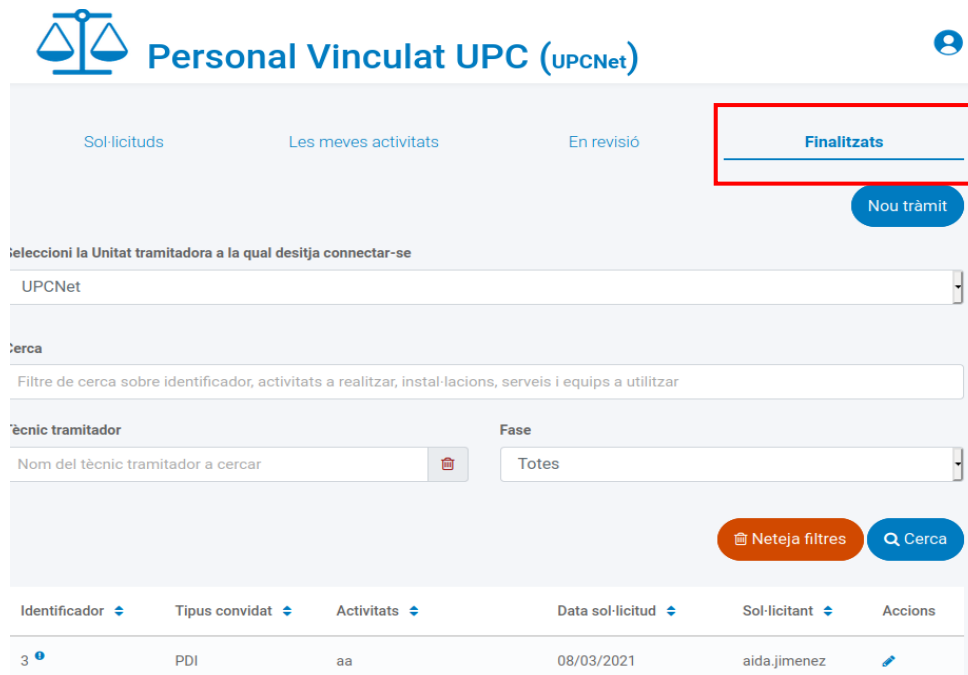 Personal Vinculat UPC (UPCNet)
Sol·licituds Les meves activitats En revisió Finalitzats
Nou tràmit
Seleccioni la Unitat tramitadora a la qual desitja connectar-se
UPCNet
Cerca
Filtre de cerca sobre identificador, activitats a realitzar, instal·lacions, serveis i equips a utilitzar
Tècnic tramitador Fase
Nom del tècnic tramitador a cercar Totes
Neteja filtres Cerca
Identificador Tipus convidat Activitats Data sol·licitud Sol·licitant Accions
3 PDI aa 08/03/2021 aida.jimenez